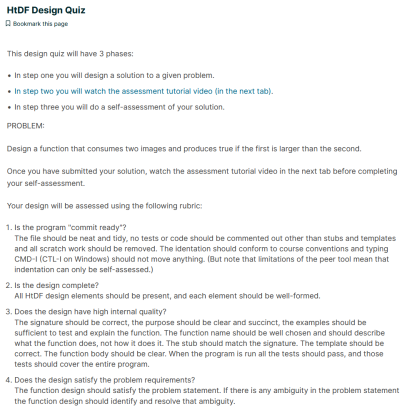 HtDF Design Quiz
Bookmark this page
This design quiz will have 3 phases:
• In step one you will design a solution to a given problem.
• In step two you will watch the assessment tutorial video (in the next tab).
• In step three you will do a self-assessment of your solution.
PROBLEM:
Design a function that consumes two images and produces true if the first is larger than the second.
Once you have submitted your solution, watch the assessment tutorial video in the next tab before completing
your self-assessment.
Your design will be assessed using the following rubric:
1. Is the program "commit ready"?
The file should be neat and tidy, no tests or code should be commented out other than stubs and templates
and all scratch work should be removed. The identation should conform to course conventions and typing
CMD-I (CTL-I on Windows) should not move anything. (But note that limitations of the peer tool mean that
indentation can only be self-assessed.)
2. Is the design complete?
All HtDF design elements should be present, and each element should be well-formed.
3. Does the design have high internal quality?
The signature should be correct, the purpose should be clear and succinct, the examples should be
sufficient to test and explain the function. The function name should be well chosen and should describe
what the function does, not how it does it. The stub should match the signature. The template should be
correct. The function body should be clear. When the program is run all the tests should pass, and those
tests should cover the entire program.
4. Does the design satisfy the problem requirements?
The function design should satisfy the problem statement. If there is any ambiguity in the problem statement
the function design should identify and resolve that ambiguity.